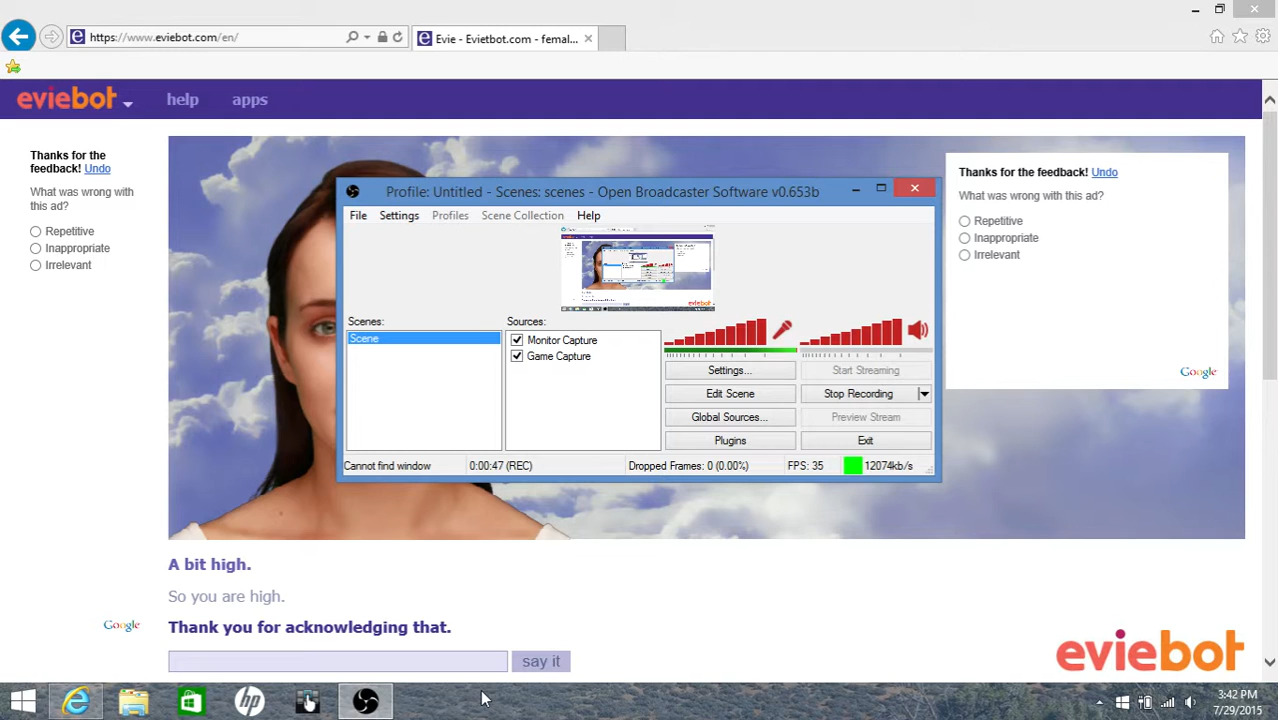 https://www.eviebot.com/en/
Evie - Evietbot.com - femal...
eviebot
help
apps
Thanks for the
feedback! Undo
What was wrong with
this ad?
Repetitive
Inappropriate
Irrelevant
Thanks for the feedback! Undo
What was wrong with this ad?
Repetitive
Inappropriate
Irrelevant
Google
Profile: Untitled - Scenes: scenes - Open Broadcaster Software v0.653b
File Settings Profiles Scene Collection Help
Scenes:
Scene
Sources:
Monitor Capture
Game Capture
Settings...
Start Streaming
Edit Scene
Stop Recording
Global Sources...
Preview Stream
Plugins
Exit
Cannot find window
0:00:47 (REC)
Dropped Frames: 0 (0.00%)
FPS: 35
12074kb/s
A bit high.
So you are high.
Google
Thank you for acknowledging that.
say it
eviebot
hp
3:42 PM
7/29/2015